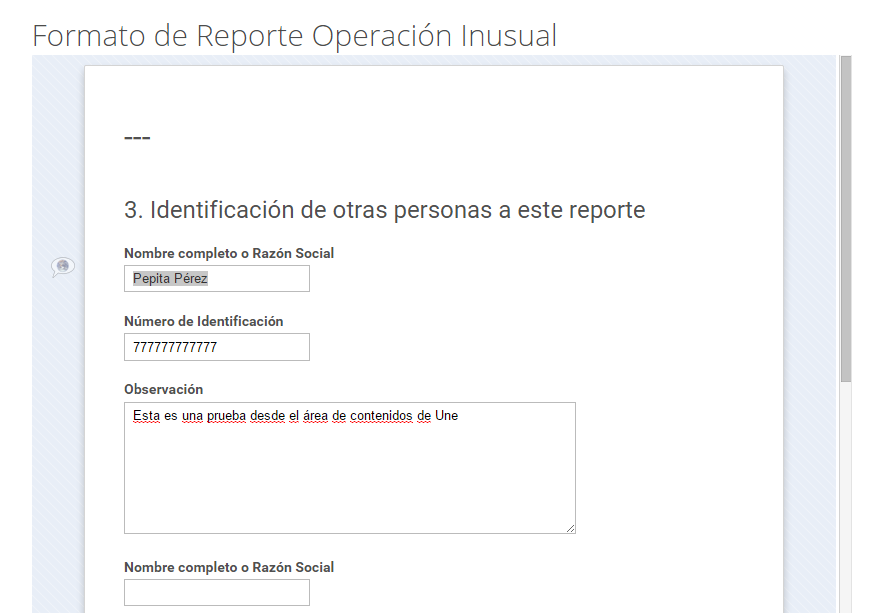 Formato de Reporte Operación Inusual
---
3. Identificación de otras personas a este reporte
Nombre completo o Razón Social
Pepita Pérez
Número de Identificación
777777777777
Observación
Esta es una prueba desde el área de contenidos de Une
Nombre completo o Razón Social